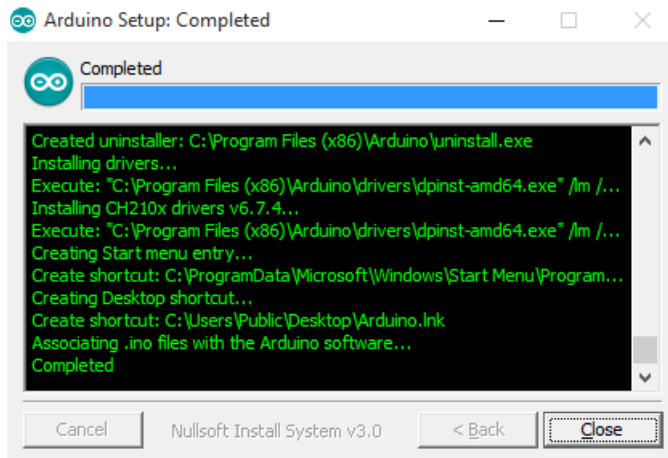 Arduino Setup: Completed
Completed
Created uninstaller: C:\Program Files (x86)\Arduino\uninstall.exe
Installing drivers...
Execute: "C:\Program Files (x86)\Arduino\drivers\dpinst-amd64.exe" /lm /...
Installing CH210x drivers v6.7.4...
Execute: "C:\Program Files (x86)\Arduino\drivers\dpinst-amd64.exe" /lm /...
Creating Start menu entry...
Create shortcut: C:\ProgramData\Microsoft\Windows\Start Menu\Program...
Creating Desktop shortcut...
Create shortcut: C:\Users\Public\Desktop\Arduino.lnk
Associating .ino files with the Arduino software...
Completed
Cancel Nullsoft Install System v3.0 < Back Close